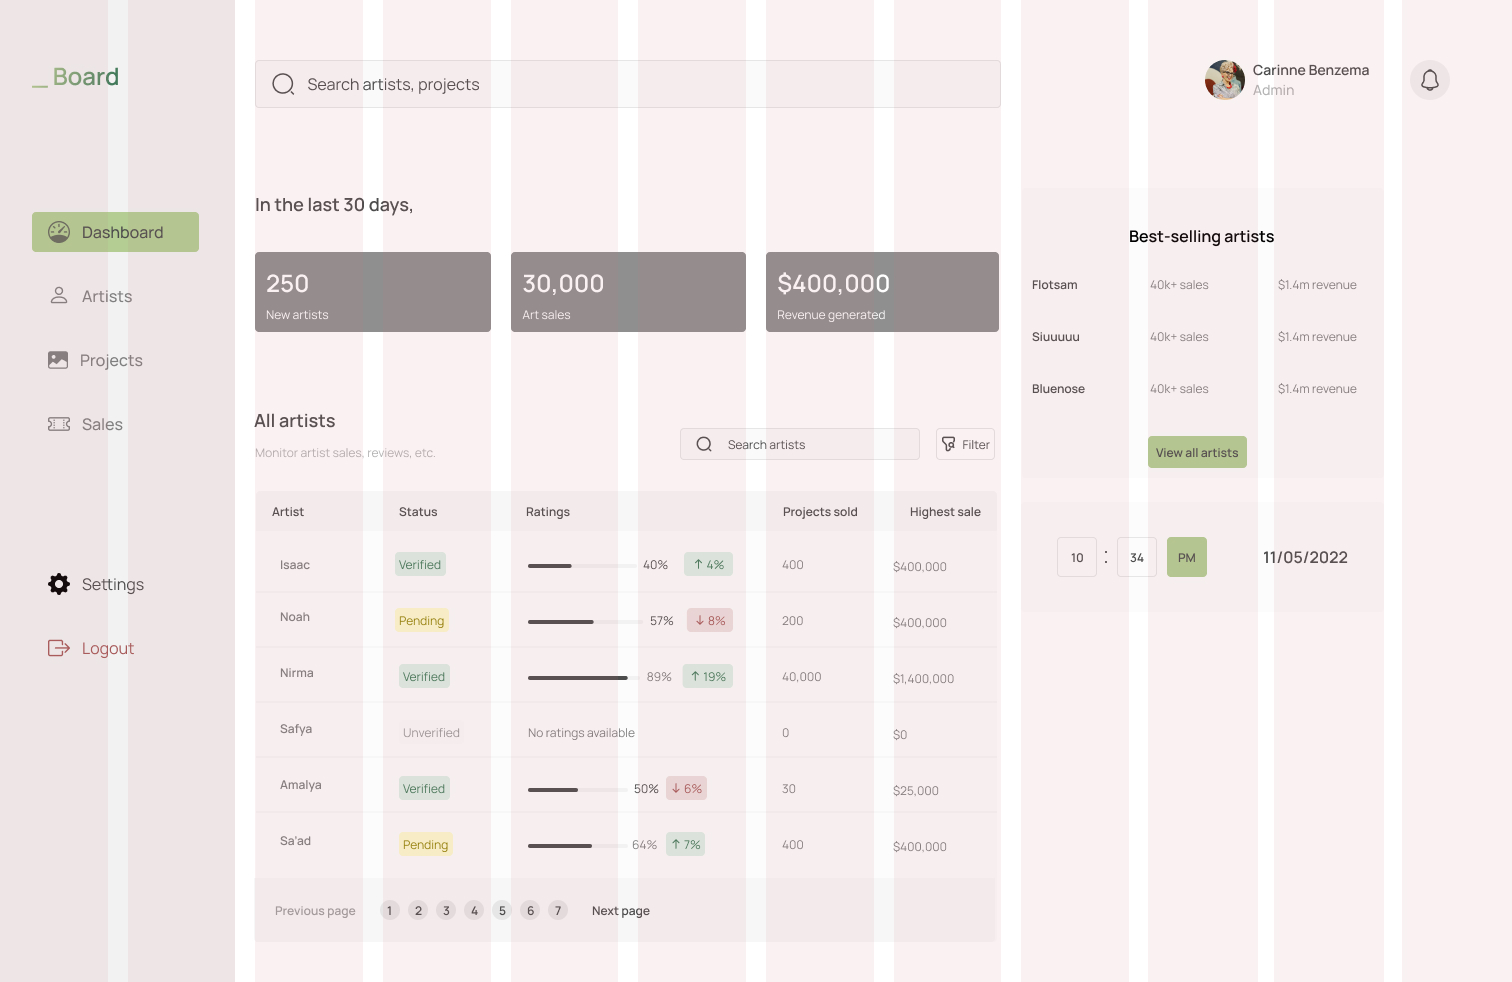 _ Board
Search artists, projects
Carinne Benzema
Admin
Dashboard
Artists
Projects
Sales
Settings
Logout
In the last 30 days,
250
New artists
30,000
Art sales
$400,000
Revenue generated
All artists
Monitor artist sales, reviews, etc.
Search artists
Filter
Artist Status Ratings Projects sold Highest sale
Isaac Verified 40% ↑ 4% 400 $400,000
Noah Pending 57% ↓ 8% 200 $400,000
Nirma Verified 89% ↑ 19% 40,000 $1,400,000
Safya Unverified No ratings available 0 $0
Amalya Verified 50% ↓ 6% 30 $25,000
Sa'ad Pending 64% ↑ 7% 400 $400,000
Previous page 1 2 3 4 5 6 7 Next page
Best-selling artists
Flotsam 40k+ sales $1.4m revenue
Siuuuuu 40k+ sales $1.4m revenue
Bluenose 40k+ sales $1.4m revenue
View all artists
10 : 34 PM 11/05/2022